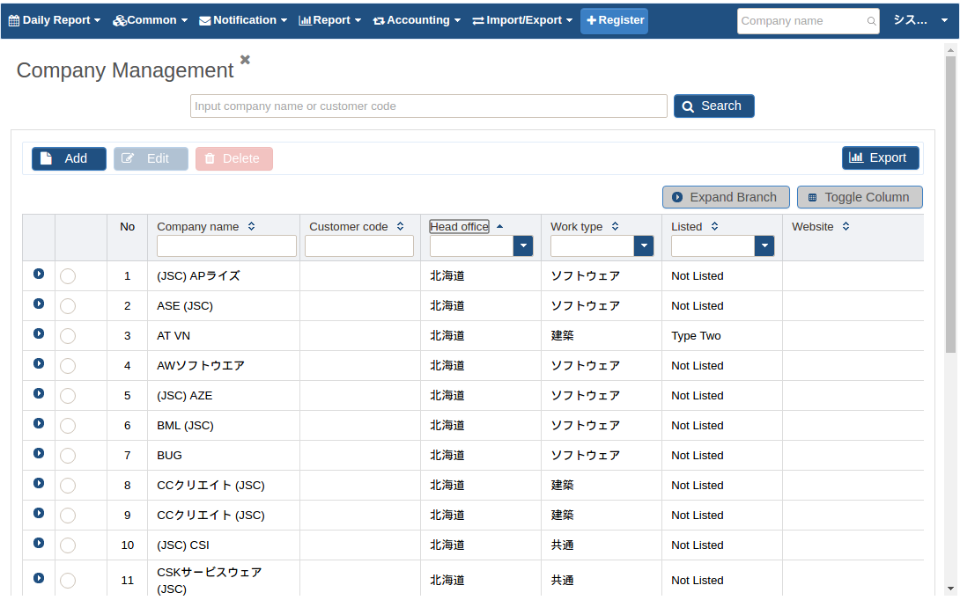 Daily Report Common Notification Report Accounting Import/Export +Register Company name シス...
Company Management ×
Input company name or customer code Search
Add Edit Delete Export
Expand Branch Toggle Column
No Company name Customer code Head office Work type Listed Website
1 (JSC) APライズ 北海道 ソフトウェア Not Listed
2 ASE (JSC) 北海道 ソフトウェア Not Listed
3 AT VN 北海道 建築 Type Two
4 AWソフトウエア 北海道 ソフトウェア Not Listed
5 (JSC) AZE 北海道 ソフトウェア Not Listed
6 BML (JSC) 北海道 ソフトウェア Not Listed
7 BUG 北海道 ソフトウェア Not Listed
8 CCクリエイト (JSC) 北海道 建築 Not Listed
9 CCクリエイト (JSC) 北海道 建築 Not Listed
10 (JSC) CSI 北海道 共通 Not Listed
11 CSKサービスウェア 北海道 共通 Not Listed
(JSC)